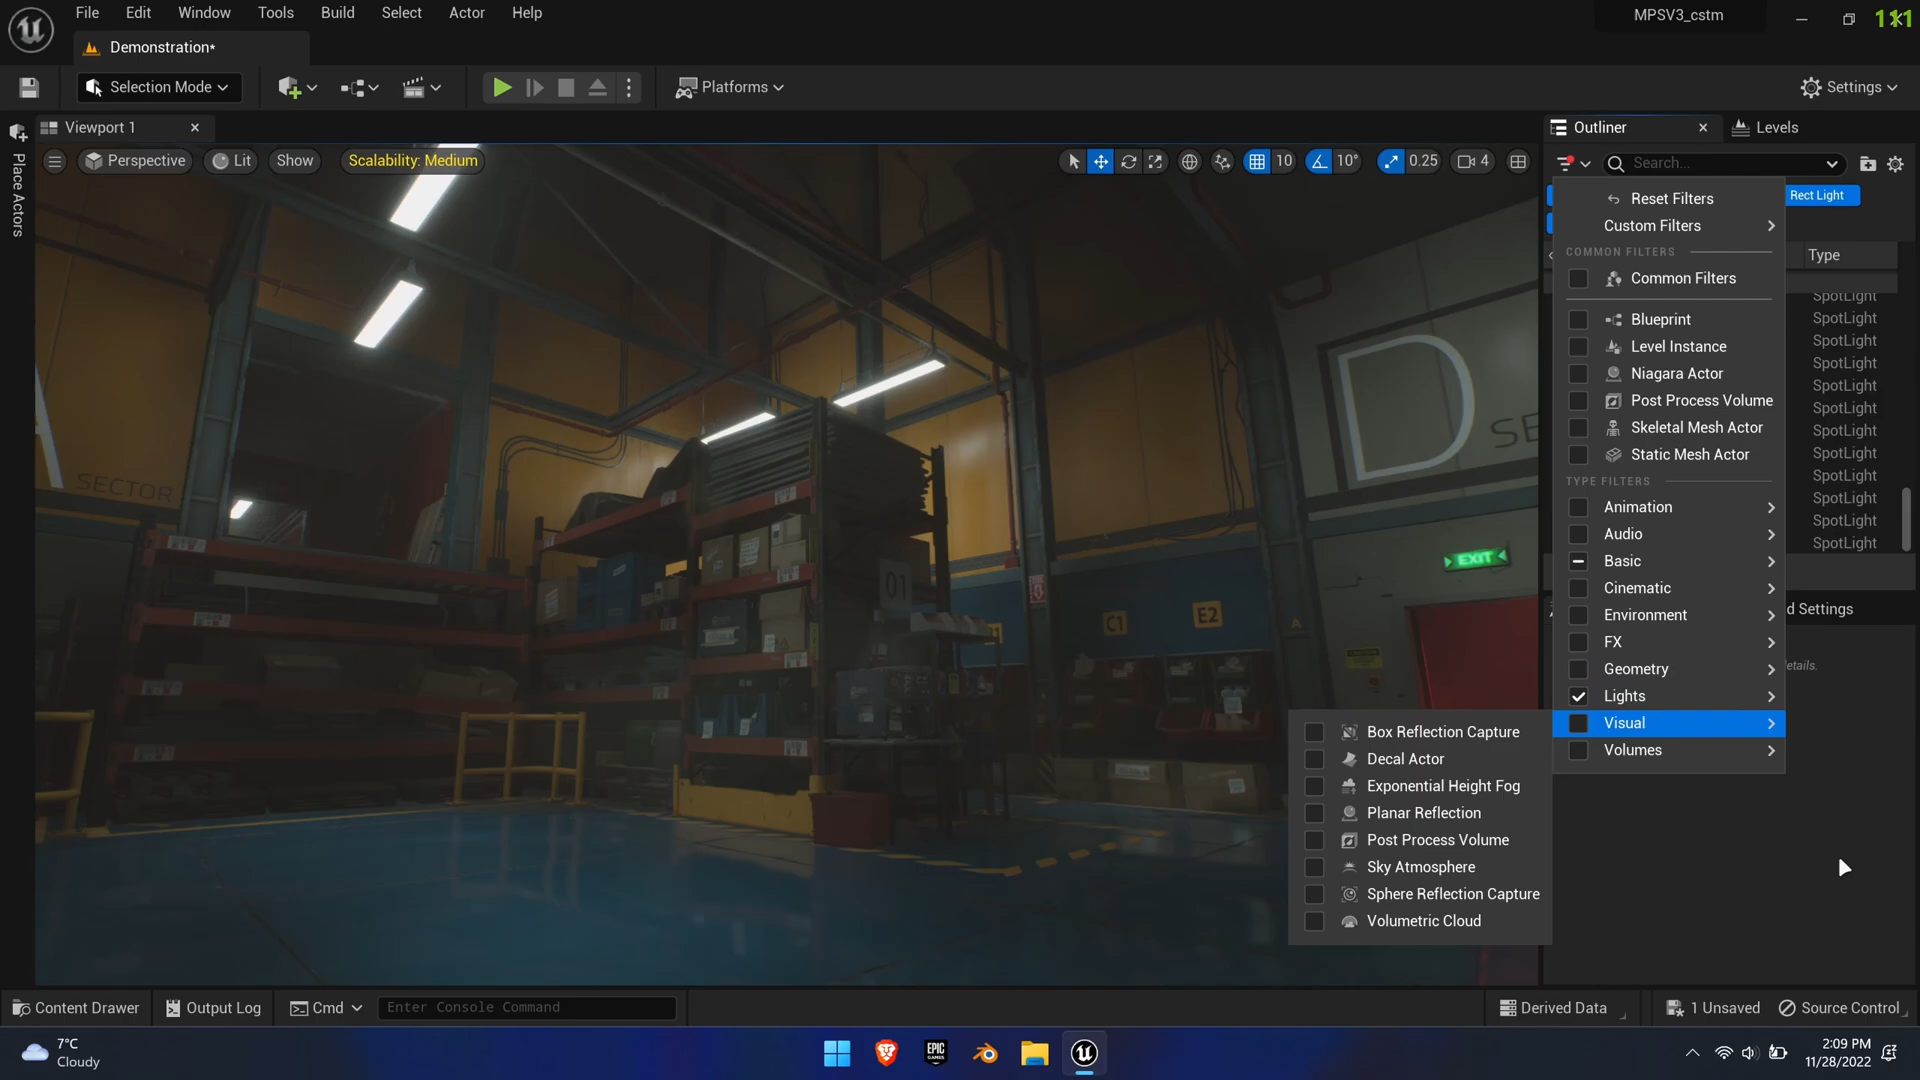 File Edit Window Tools Build Select Actor Help
MPSV3_cstm
111
Demonstration*
Selection Mode
Platforms
Settings
Viewport 1
Outliner
Levels
Place Actors
Perspective
Lit
Show
Scalability: Medium
10
10°
0.25
4
Search...
Rect Light
Type
Reset Filters
Custom Filters
COMMON FILTERS
Common Filters
Blueprint
Level Instance
Niagara Actor
Post Process Volume
Skeletal Mesh Actor
Static Mesh Actor
TYPE FILTERS
Animation
Audio
Basic
Cinematic
Environment
FX
Geometry
Lights
Visual
Volumes
SpotLight
SpotLight
SpotLight
SpotLight
SpotLight
SpotLight
SpotLight
SpotLight
SpotLight
SpotLight
SpotLight
SpotLight
d Settings
etails.
Box Reflection Capture
Decal Actor
Exponential Height Fog
Planar Reflection
Post Process Volume
Sky Atmosphere
Sphere Reflection Capture
Volumetric Cloud
SECTOR
D
SE
EXIT
01
C1
E2
A
Content Drawer
Output Log
Cmd
Enter Console Command
Derived Data
1 Unsaved
Source Control
7°C
Cloudy
EPIC GAMES
2:09 PM
11/28/2022